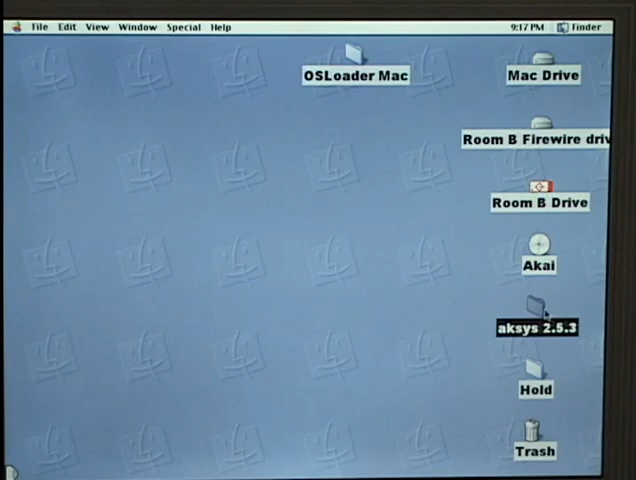 File Edit View Window Special Help 9:17 PM Finder
OSLoader Mac
Mac Drive
Room B Firewire driv
Room B Drive
Akai
aksys 2.5.3
Hold
Trash